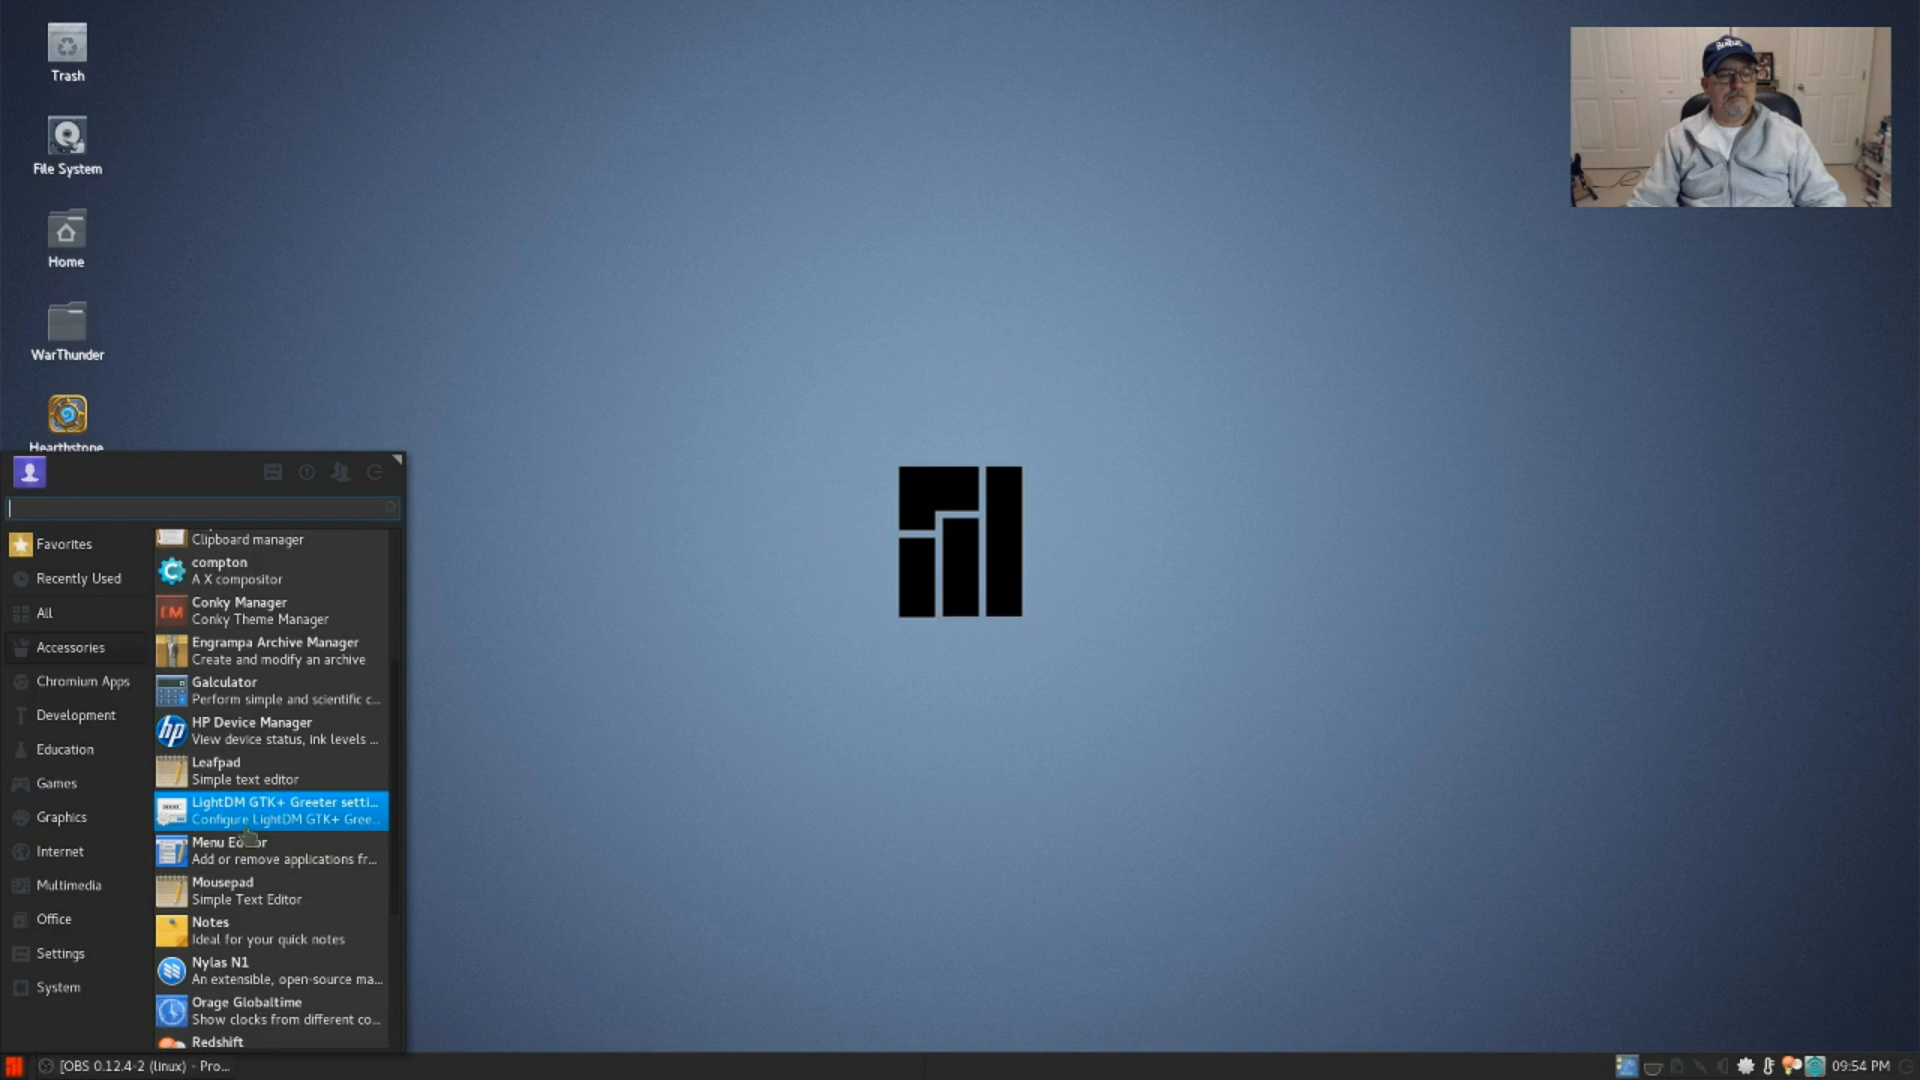 Trash
File System
Home
WarThunder
Hearthstone
Favorites
Recently Used
All
Accessories
Chromium Apps
Development
Education
Games
Graphics
Internet
Multimedia
Office
Settings
System
Clipboard manager
compton
A X compositor
Conky Manager
Conky Theme Manager
Engrampa Archive Manager
Create and modify an archive
Galculator
Perform simple and scientific c...
HP Device Manager
View device status, ink levels ...
Leafpad
Simple text editor
LightDM GTK+ Greeter setti...
Configure LightDM GTK+ Gree...
Menu Editor
Add or remove applications fr...
Mousepad
Simple Text Editor
Notes
Ideal for your quick notes
Nylas N1
An extensible, open-source ma...
Orage Globaltime
Show clocks from different co...
Redshift
[OBS 0.12.4-2 (linux) - Pro...
09:54 PM